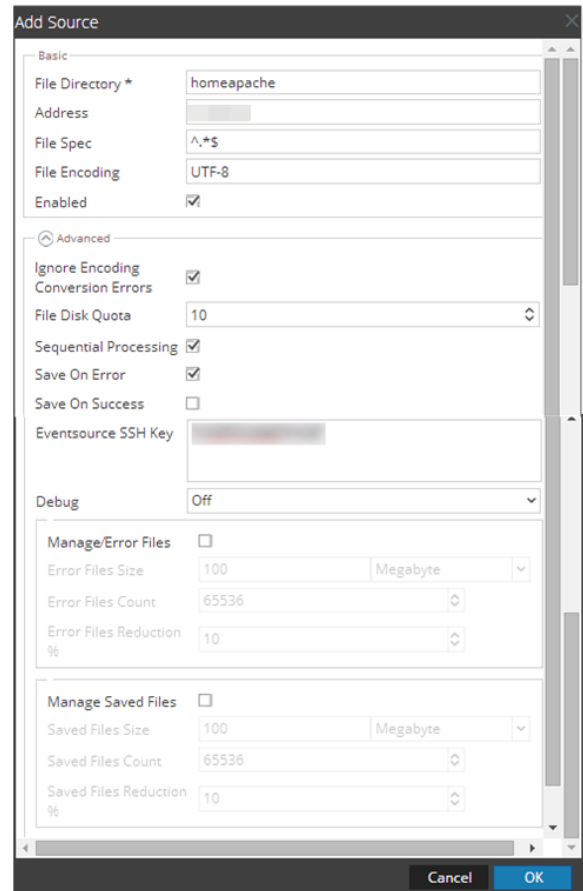 Add Source
Basic
File Directory * homeapache
Address
File Spec ^.*$
File Encoding UTF-8
Enabled
Advanced
Ignore Encoding
Conversion Errors
File Disk Quota 10
Sequential Processing
Save On Error
Save On Success
Eventsource SSH Key
Debug Off
Manage/Error Files
Error Files Size 100 Megabyte
Error Files Count 65536
Error Files Reduction
% 10
Manage Saved Files
Saved Files Size 100 Megabyte
Saved Files Count 65536
Saved Files Reduction
% 10
Cancel OK